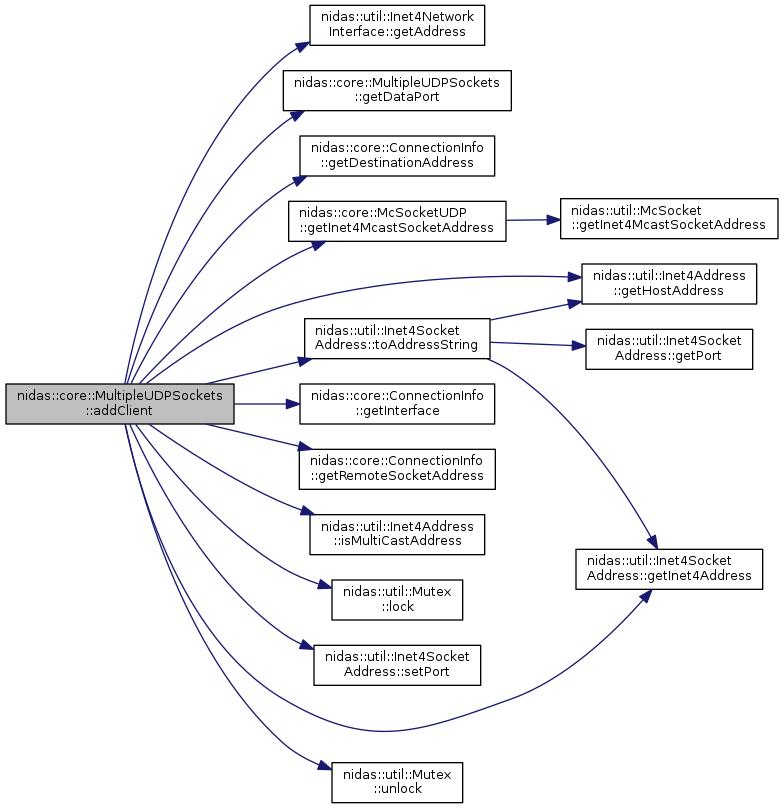 nidas::util::Inet4Network
Interface::getAddress
nidas::core::MultipleUDPSockets
::getDataPort
nidas::core::ConnectionInfo
::getDestinationAddress
nidas::core::McSocketUDP
::getInet4McastSocketAddress
nidas::util::McSocket
::getInet4McastSocketAddress
nidas::util::Inet4Address
::getHostAddress
nidas::util::Inet4Socket
Address::toAddressString
nidas::util::Inet4Socket
Address::getPort
nidas::core::MultipleUDPSockets
::addClient
nidas::core::ConnectionInfo
::getInterface
nidas::core::ConnectionInfo
::getRemoteSocketAddress
nidas::util::Inet4Address
::isMultiCastAddress
nidas::util::Inet4Socket
Address::getInet4Address
nidas::util::Mutex
::lock
nidas::util::Inet4Socket
Address::setPort
nidas::util::Mutex
::unlock